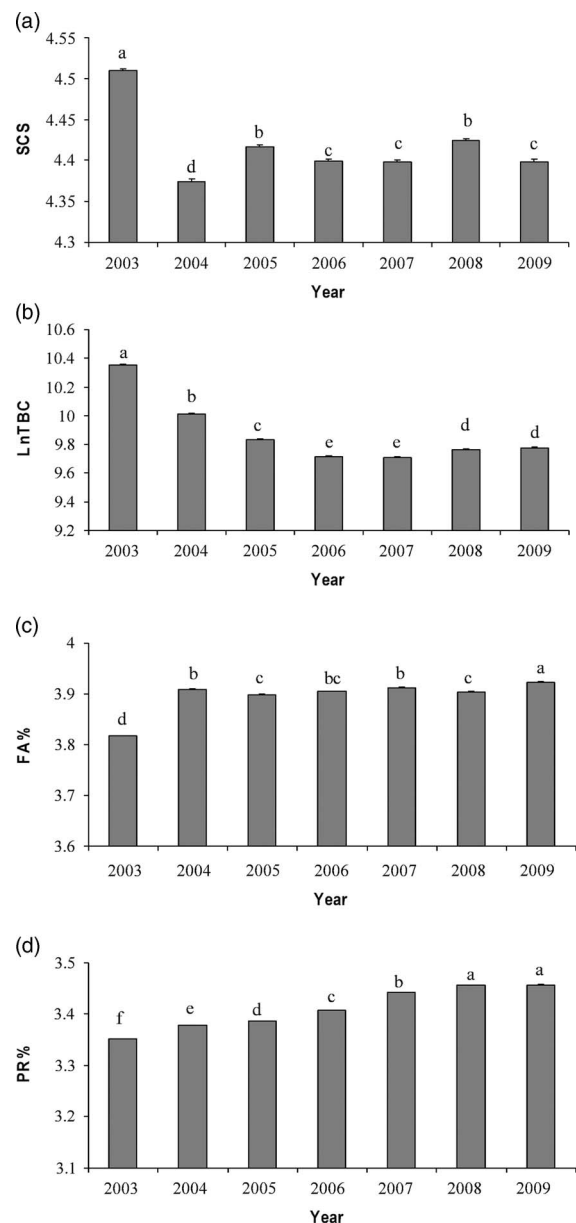 (a)
4.55
4.5
4.45
4.4
4.35
4.3
SCS
a
d
b
c
c
b
c
2003 2004 2005 2006 2007 2008 2009
Year
(b)
10.6
10.4
10.2
10
9.8
9.6
9.4
9.2
LnTBC
a
b
c
e
e
d
d
2003 2004 2005 2006 2007 2008 2009
Year
(c)
4
3.9
3.8
3.7
3.6
FA%
d
b
c
bc
b
c
a
2003 2004 2005 2006 2007 2008 2009
Year
(d)
3.5
3.4
3.3
3.2
3.1
PR%
f
e
d
c
b
a
a
2003 2004 2005 2006 2007 2008 2009
Year